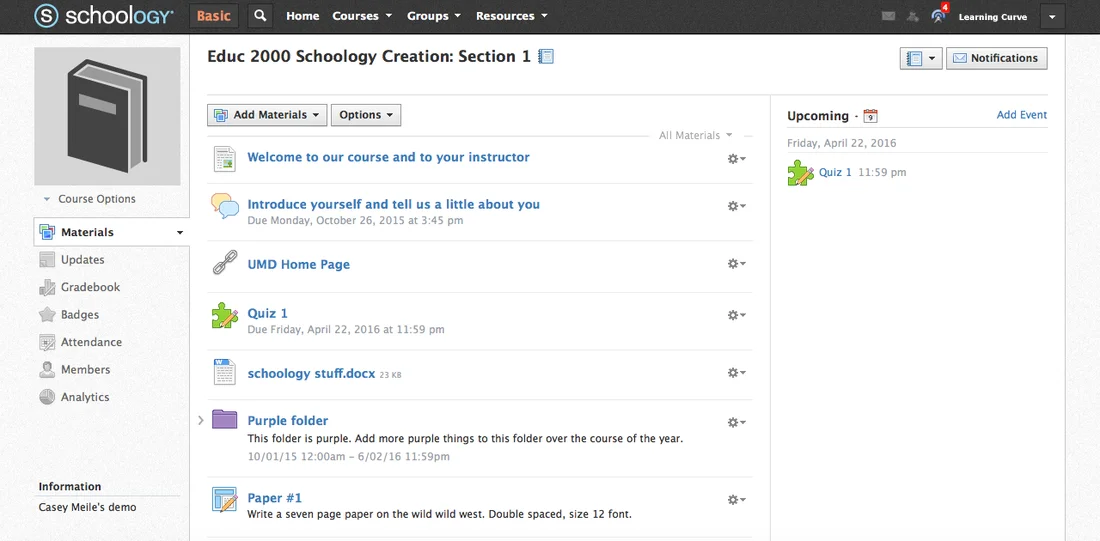 S schoology Basic Home Courses Groups Resources 4 Learning Curve
Educ 2000 Schoology Creation: Section 1
Notifications
Add Materials Options
All Materials
Welcome to our course and to your instructor
Introduce yourself and tell us a little about you
Due Monday, October 26, 2015 at 3:45 pm
UMD Home Page
Quiz 1
Due Friday, April 22, 2016 at 11:59 pm
W
schoology stuff.docx 23 KB
Purple folder
This folder is purple. Add more purple things to this folder over the course of the year.
10/01/15 12:00am – 6/02/16 11:59pm
Paper #1
Write a seven page paper on the wild wild west. Double spaced, size 12 font.
Upcoming · 9 Add Event
Friday, April 22, 2016
Quiz 1 11:59 pm
Course Options
Materials
Updates
Gradebook
Badges
Attendance
Members
Analytics
Information
Casey Meile's demo